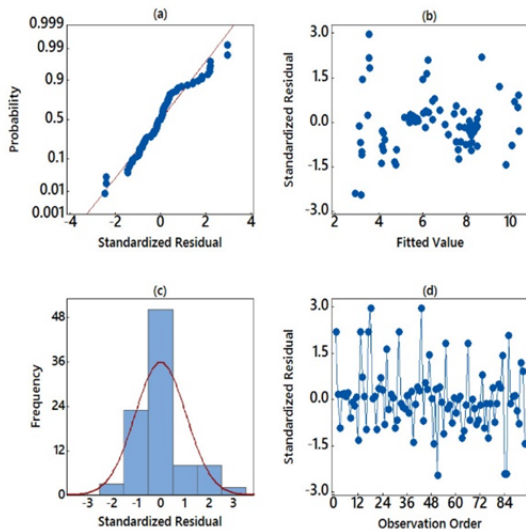 (a)
0.999
0.99
0.9
0.5
0.1
0.01
0.001
Probability
-4 -2 0 2 4
Standardized Residual
(b)
3.0
1.5
0.0
-1.5
-3.0
Standardized Residual
2 4 6 8 10
Fitted Value
(c)
48
36
24
12
0
Frequency
-2 -1 0 1 2 3
Standardized Residual
(d)
3.0
1.5
0.0
-1.5
-3.0
Standardized Residual
1 12 24 36 48 60 72 84
Observation Order